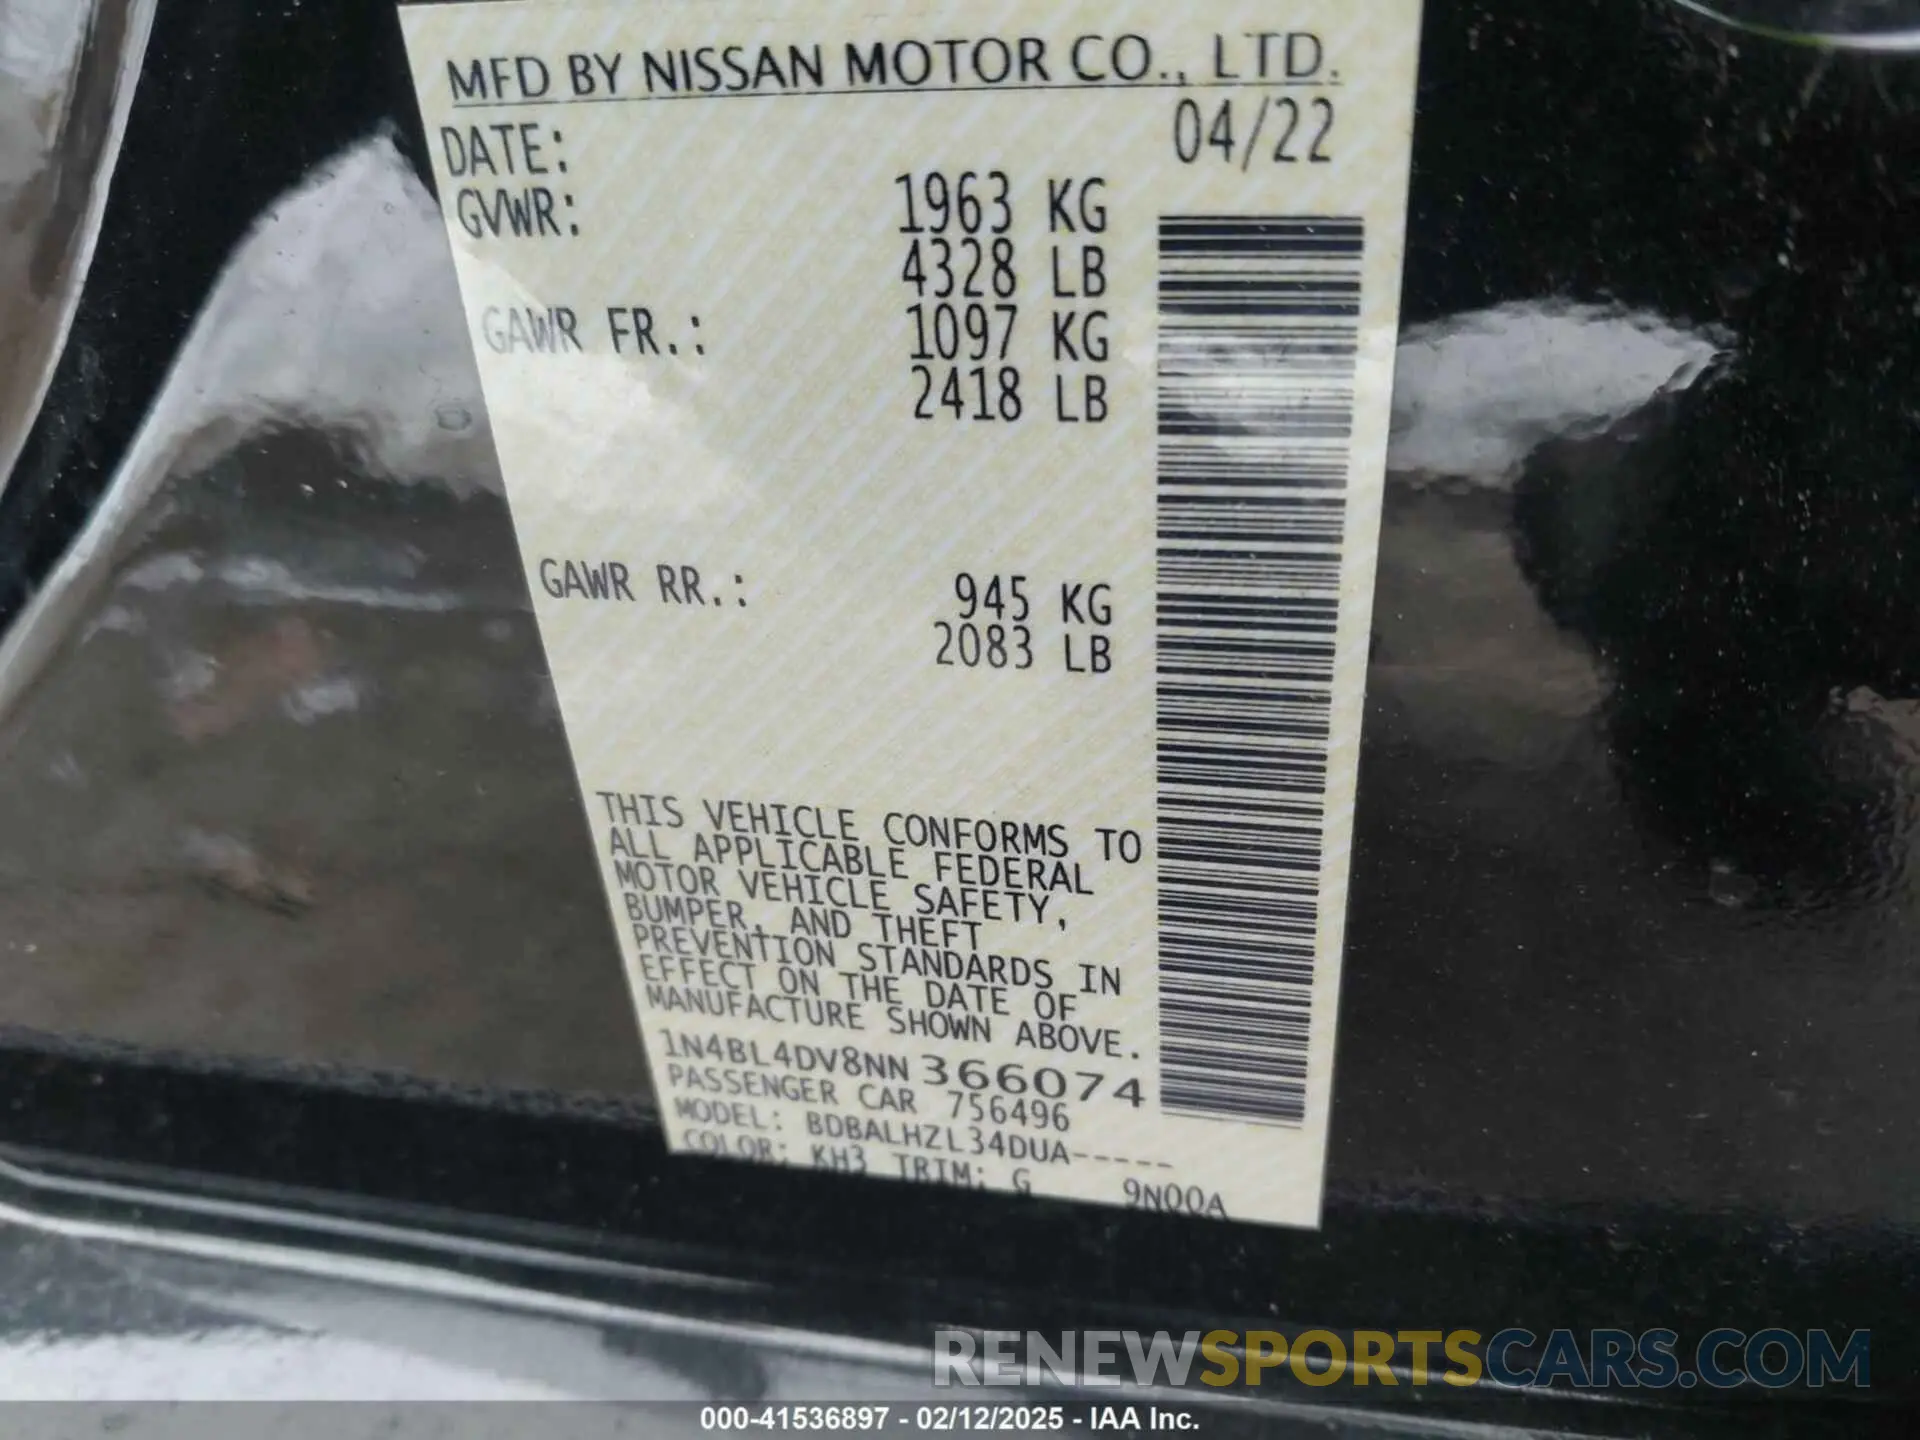 MFD BY NISSAN MOTOR CO., LTD.
DATE: 04/22
GVWR: 1963 KG
4328 LB
GAWR FR.: 1097 KG
2418 LB
GAWR RR.: 945 KG
2083 LB
THIS VEHICLE CONFORMS TO
ALL APPLICABLE FEDERAL
MOTOR VEHICLE SAFETY,
BUMPER, AND THEFT
PREVENTION STANDARDS IN
EFFECT ON THE DATE OF
MANUFACTURE SHOWN ABOVE.
1N4BL4DV8NN366074
PASSENGER CAR 756496
MODEL: BDBALHZL34DUA-----
COLOR: KH3 TRIM: G 9N00A
RENEWSPORTSCARS.COM
000-41536897 - 02/12/2025 - IAA Inc.